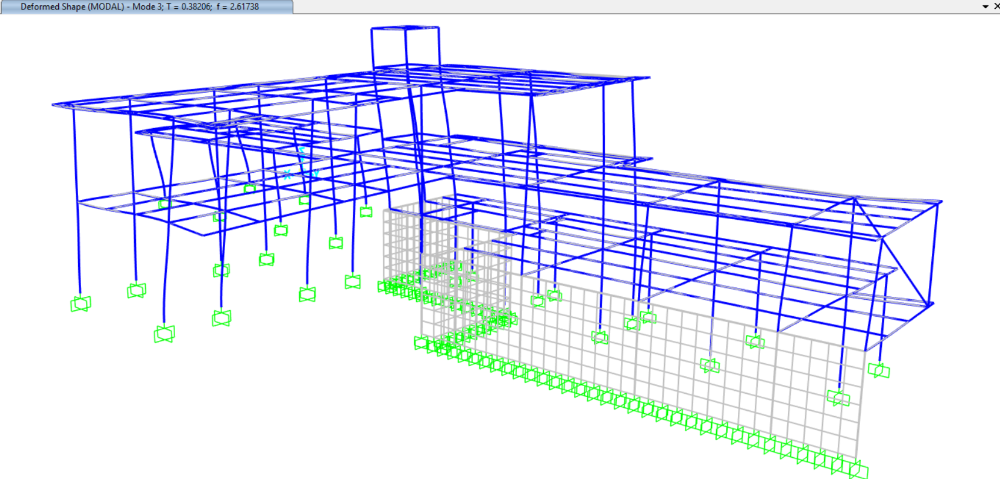 Deformed Shape (MODAL) - Mode 3; T = 0.38206; f = 2.61738